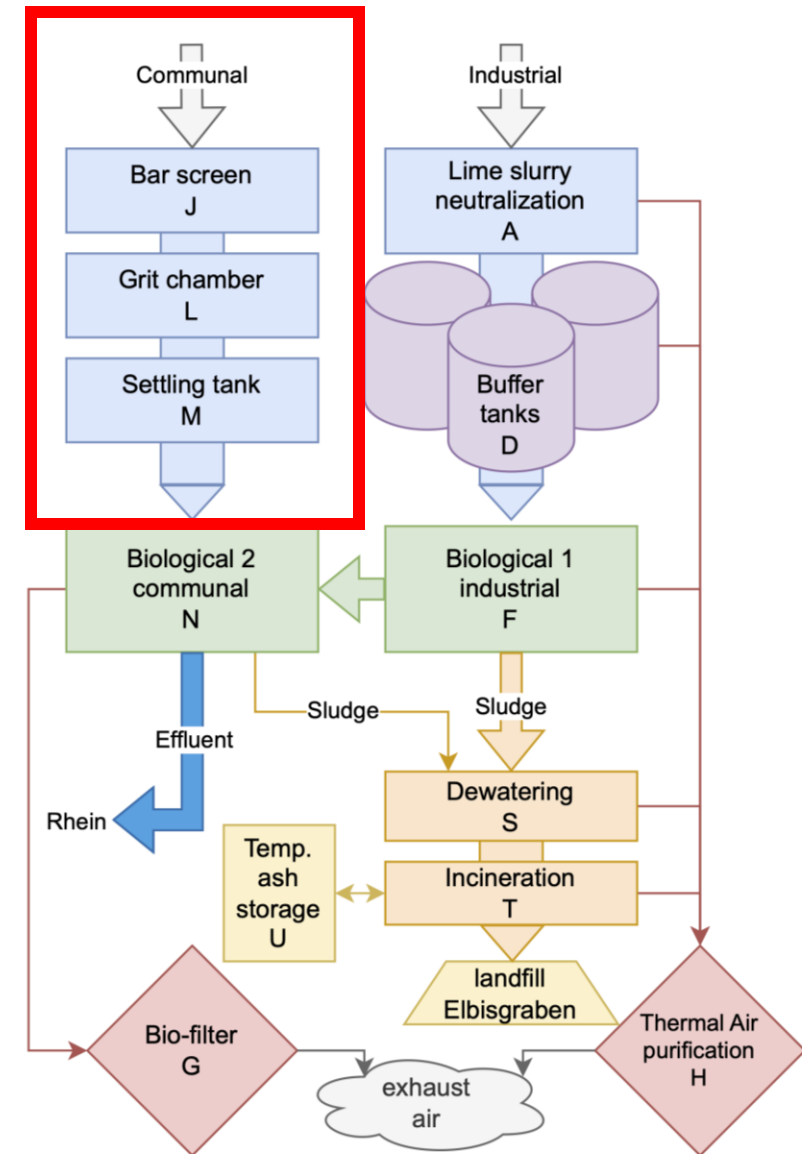 Communal
Industrial
Bar screen
J
Lime slurry
neutralization
A
Grit chamber
L
Settling tank
M
Buffer
tanks
D
Biological 2
communal
N
Biological 1
industrial
F
Sludge
Sludge
Effluent
Rhein
Dewatering
S
Temp.
ash
storage
U
Incineration
T
landfill
Elbisgraben
Bio-filter
G
Thermal Air
purification
H
exhaust
air